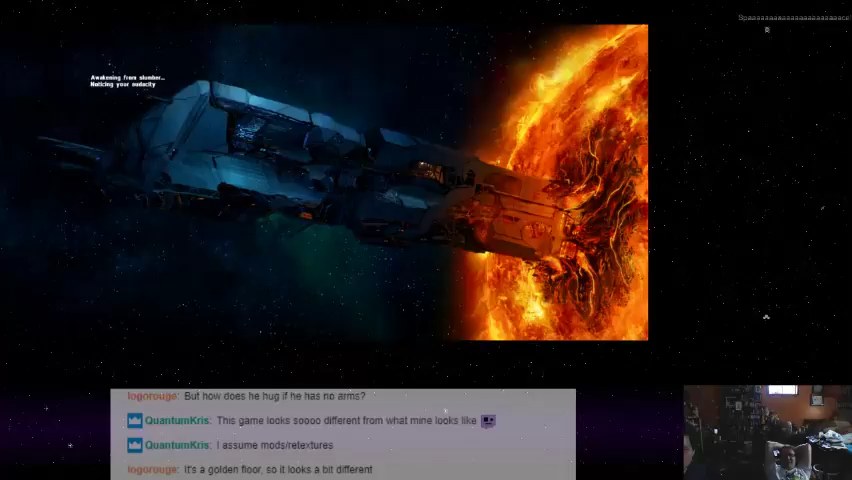 Spaaaaaaaaaaaaaaaaaaace
Awakening from slumber...
Noticing your audacity
logorouge: But how does he hug if he has no arms?
QuantumKris: This game looks soooo different from what mine looks like
QuantumKris: I assume mods/retextures
logorouge: It's a golden floor, so it looks a bit different